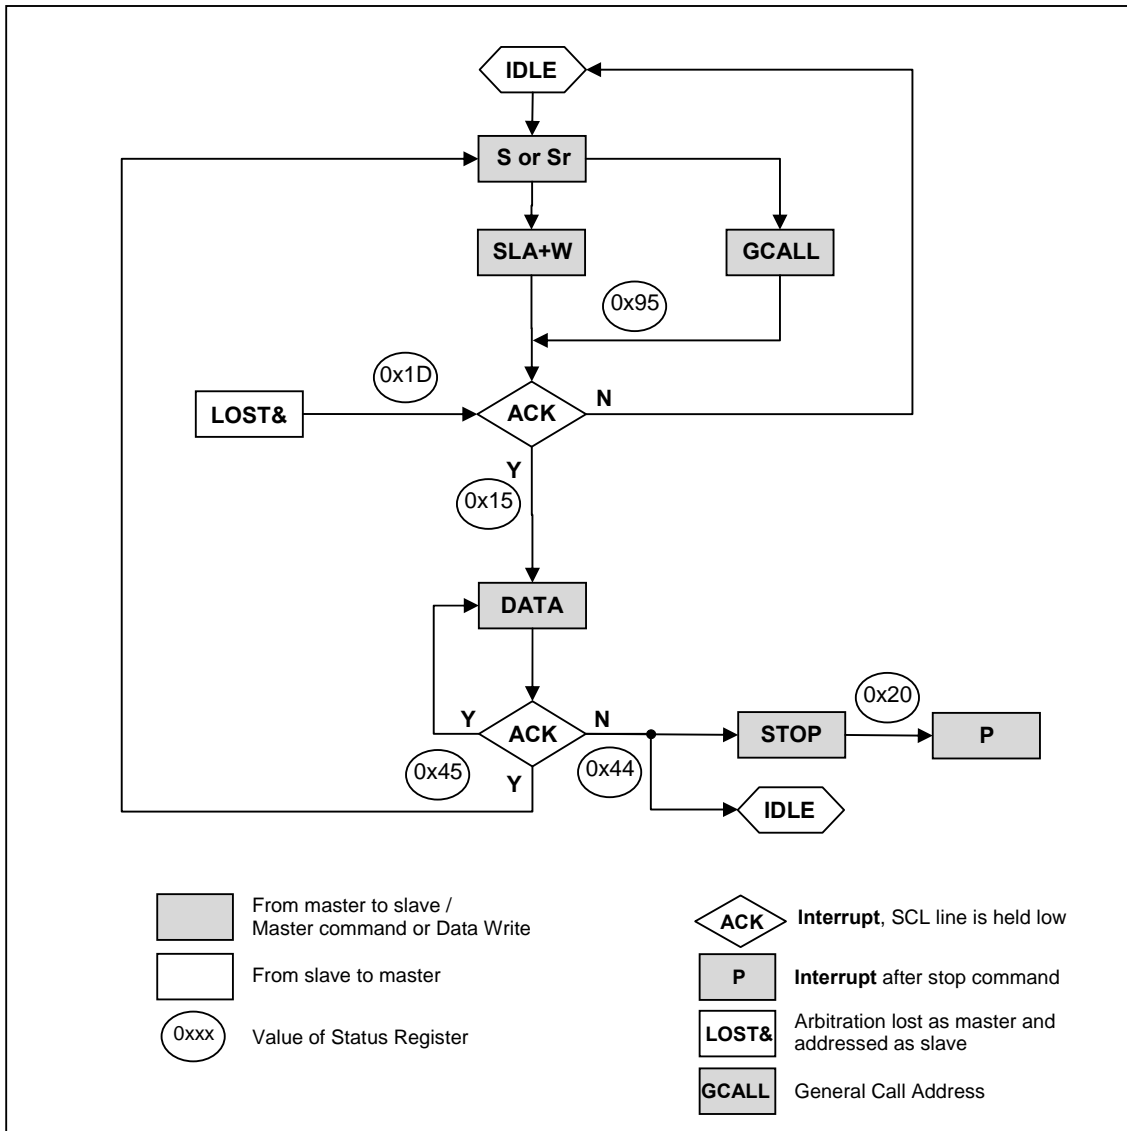 IDLE
S or Sr
SLA+W
GCALL
0x95
0x1D
LOST&
ACK
N
Y
0x15
DATA
Y
ACK
N
0x20
STOP
P
0x45
Y
0x44
IDLE
From master to slave /
Master command or Data Write
From slave to master
0xxx
Value of Status Register
ACK
Interrupt, SCL line is held low
P
Interrupt after stop command
LOST&
Arbitration lost as master and
addressed as slave
GCALL
General Call Address